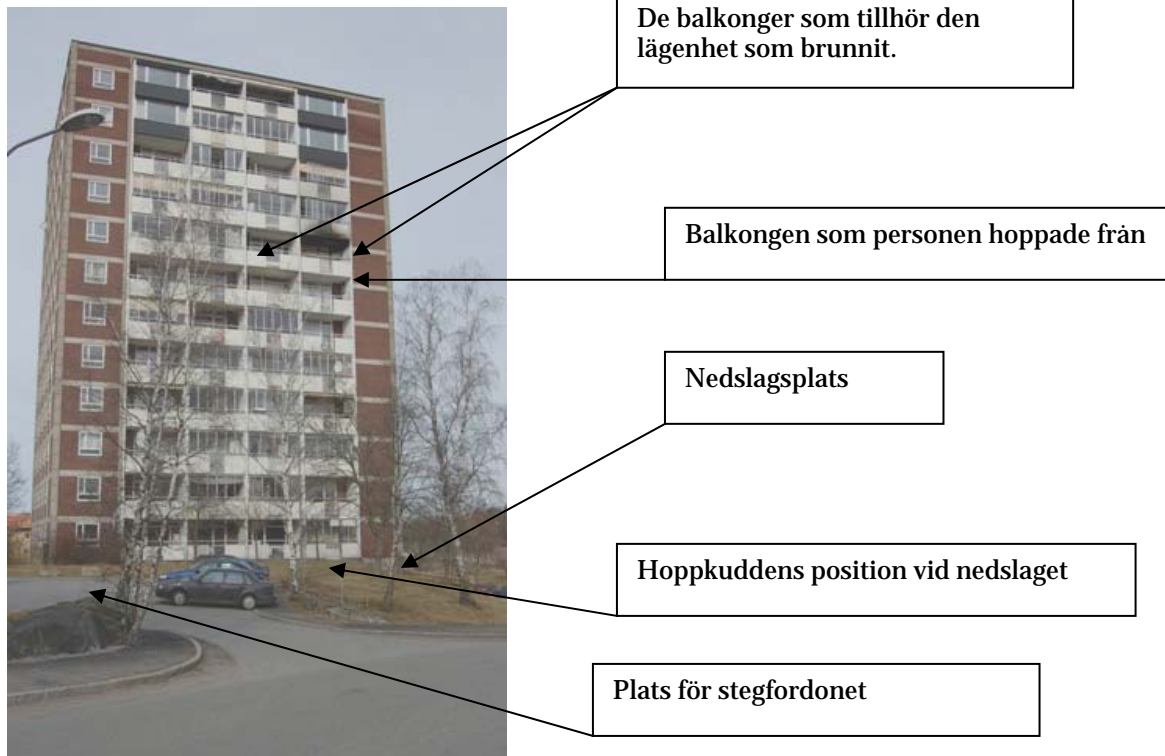 De balkonger som tillhör den
lägenhet som brunnit.
Balkongen som personen hoppade från
Nedslagsplats
Hoppkuddens position vid nedslaget
Plats för stegfordonet